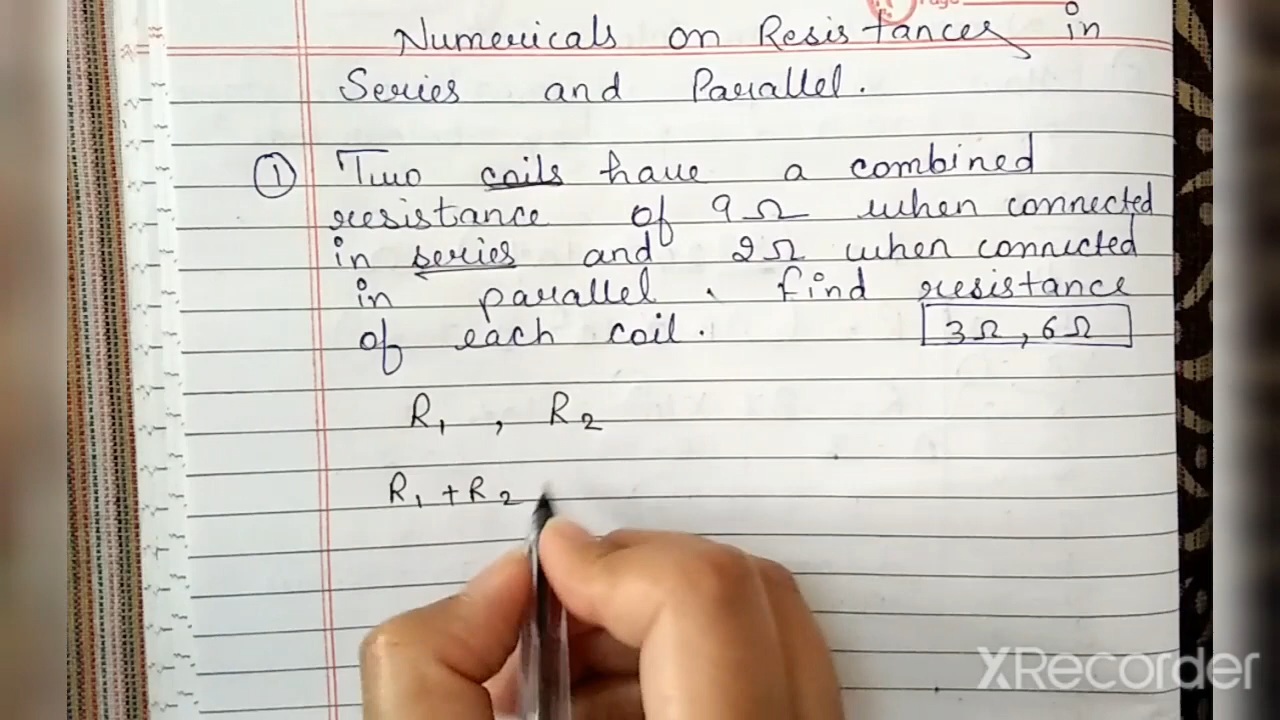 Page
Numericals on Resistances in
Series and Parallel.
① Two coils have a combined
resistance of 9Ω when connected
in series and 2Ω when connected
in parallel. find resistance
of each coil.
3Ω, 6Ω
R₁ , R₂
R₁ + R₂
XRecorder